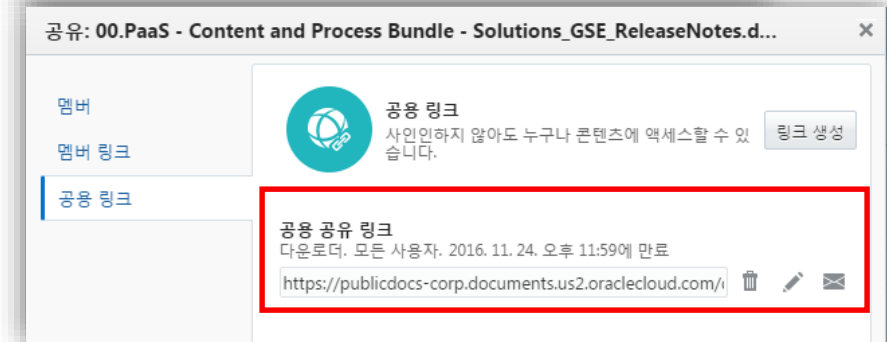 공유: 00.PaaS - Content and Process Bundle - Solutions_GSE_ReleaseNotes.d...
멤버
멤버 링크
공용 링크
공용 링크
사인인하지 않아도 누구나 콘텐츠에 액세스할 수 있
습니다.
링크 생성
공용 공유 링크
다운로더. 모든 사용자. 2016. 11. 24. 오후 11:59에 만료
https://publicdocs-corp.documents.us2.oraclecloud.com/